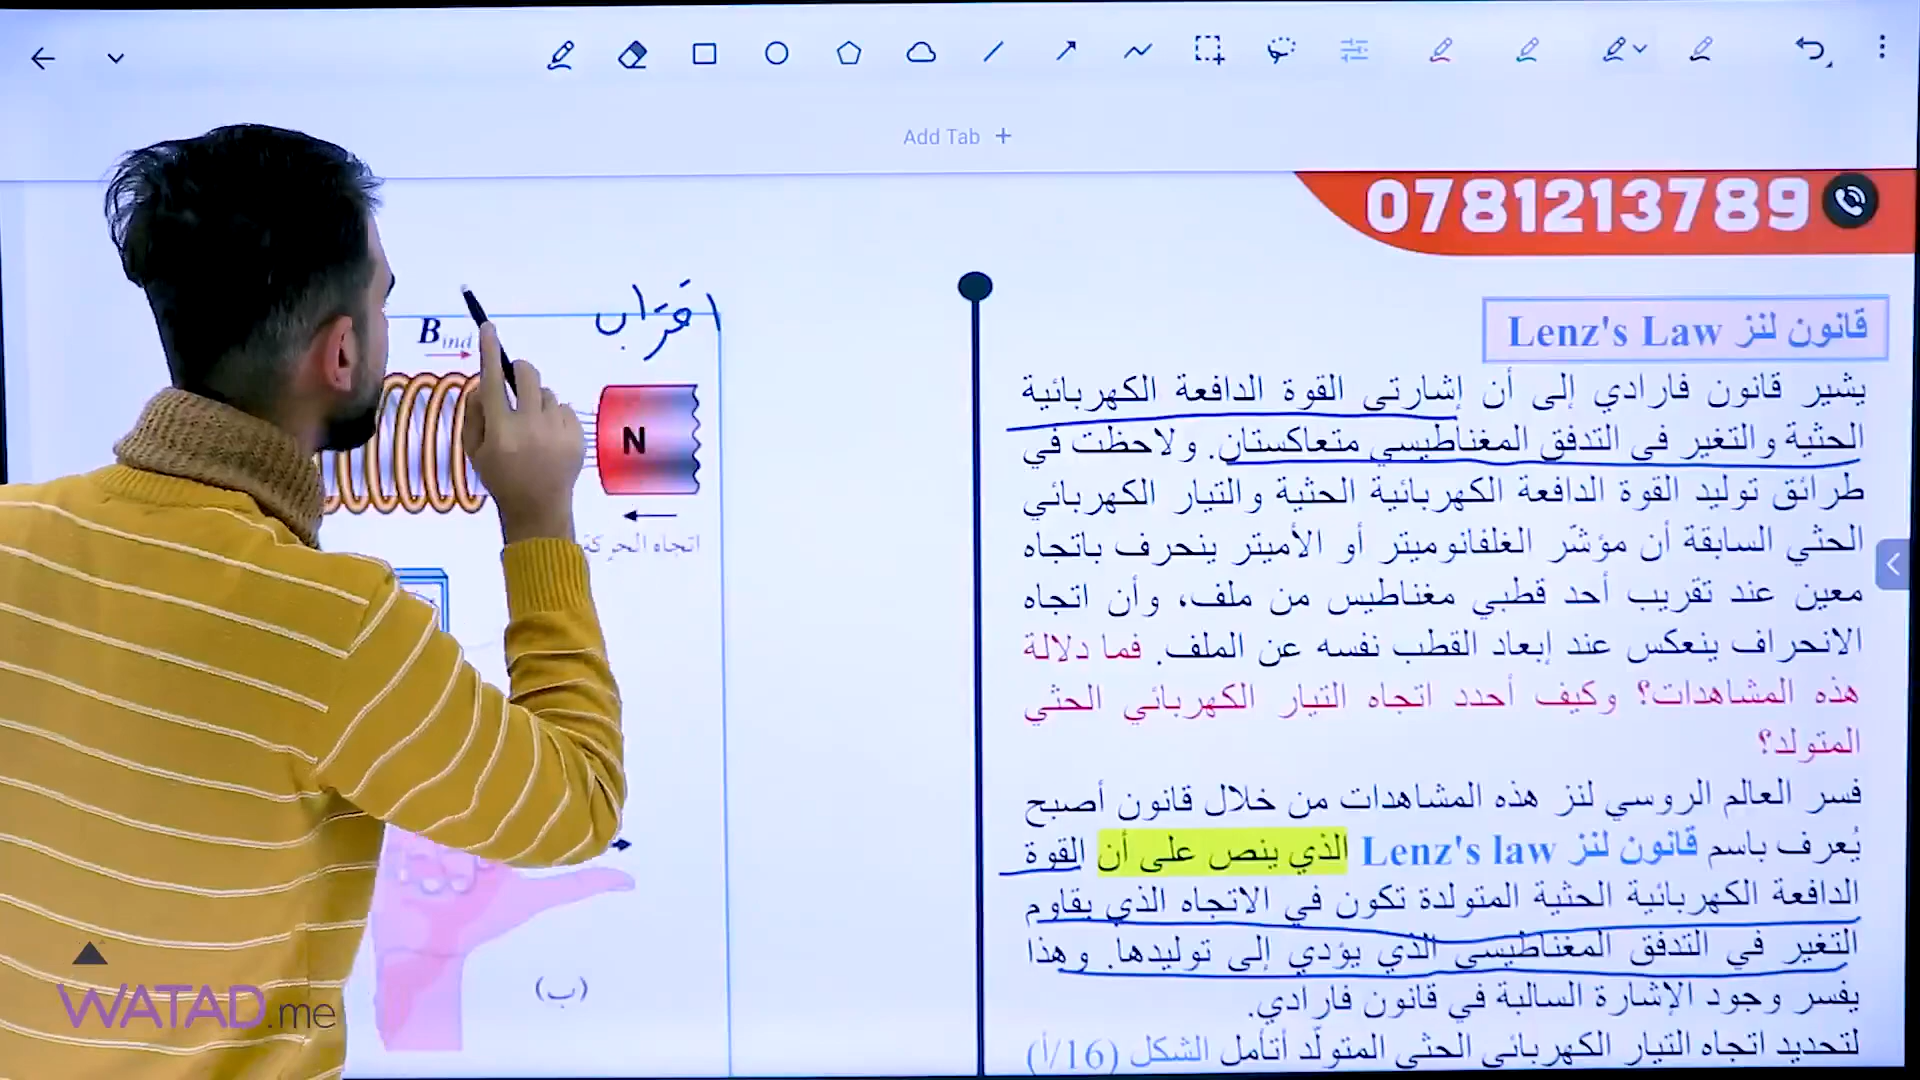 Add Tab +
0781213789
قانون لنز Lenz's Law
يشير قانون فارادي إلى أن إشارتي القوة الدافعة الكهربائية
الحثية والتغير في التدفق المغناطيسي متعاكستان. ولاحظت في
طرائق توليد القوة الدافعة الكهربائية الحثية والتيار الكهربائي
الحثي السابقة أن مؤشّر الغلفانوميتر أو الأميتر ينحرف باتجاه
معين عند تقريب أحد قطبي مغناطيس من ملف، وأن اتجاه
الانحراف ينعكس عند إبعاد القطب نفسه عن الملف. فما دلالة
هذه المشاهدات؟ وكيف أحدد اتجاه التيار الكهربائي الحثي
المتولد؟
فسر العالم الروسي لنز هذه المشاهدات من خلال قانون أصبح
يُعرف باسم قانون لنز Lenz's law الذي ينص على أن القوة
الدافعة الكهربائية الحثية المتولدة تكون في الاتجاه الذي يقاوم
التغير في التدفق المغناطيسي الذي يؤدي إلى توليدها. وهذا
يفسر وجود الإشارة السالبة في قانون فارادي.
لتحديد اتجاه التيار الكهربائي الحثي المتولّد أتأمل الشكل (16/أ)
B ind
N
اتجاه الحركة
(ب)
WATAD.me